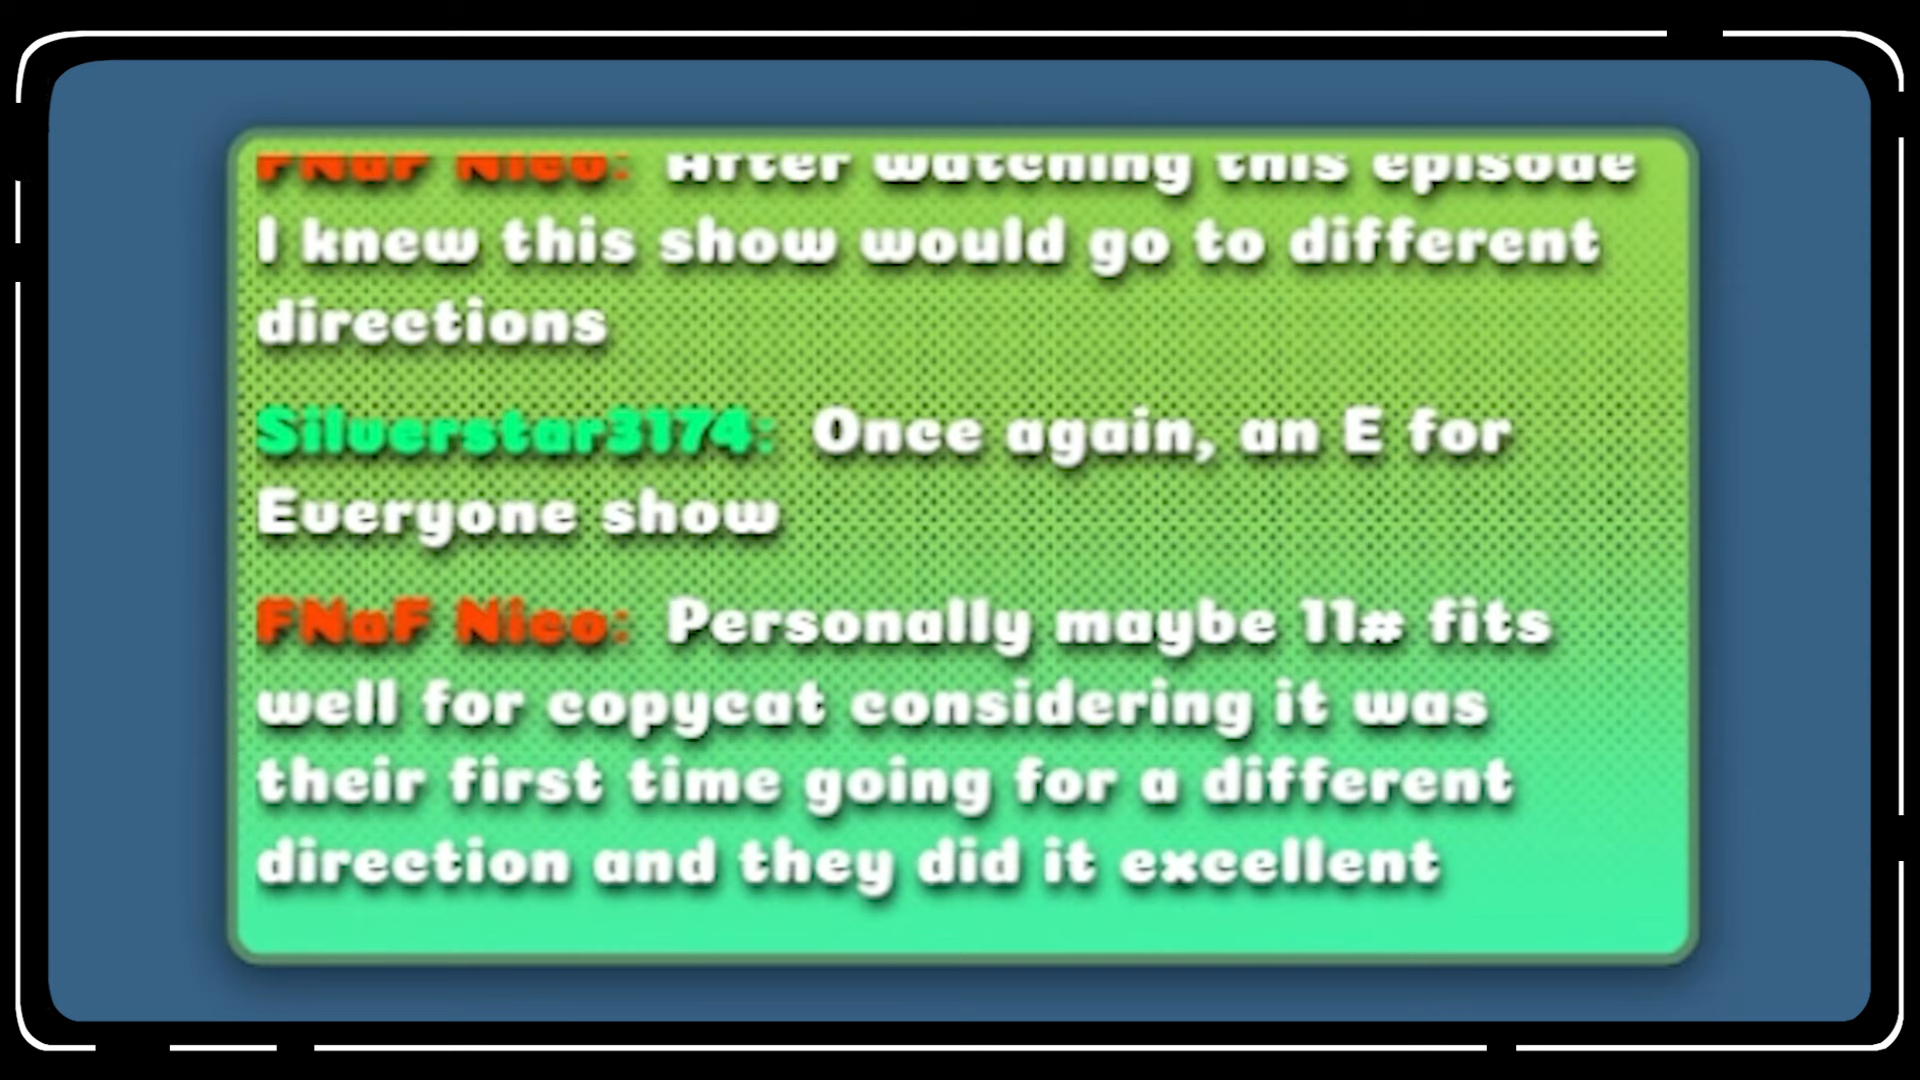 FNaF Nico: After watching this episode
I knew this show would go to different
directions
Silverstar3174: Once again, an E for
Everyone show
FNaF Nico: Personally maybe 11# fits
well for copycat considering it was
their first time going for a different
direction and they did it excellent